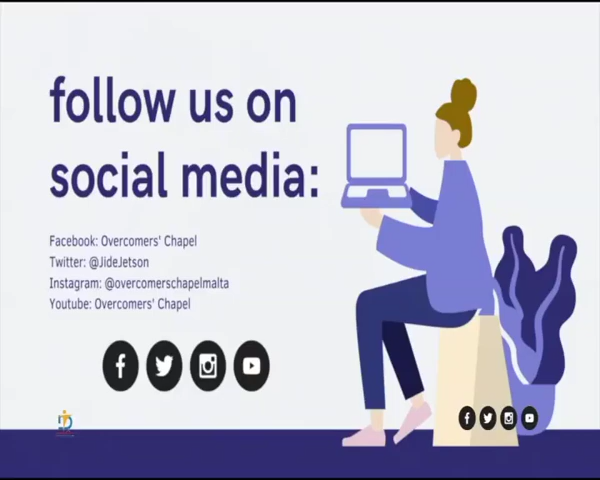 follow us on
social media:
Facebook: Overcomers' Chapel
Twitter: @JideJetson
Instagram: @overcomerschapelmalta
Youtube: Overcomers' Chapel